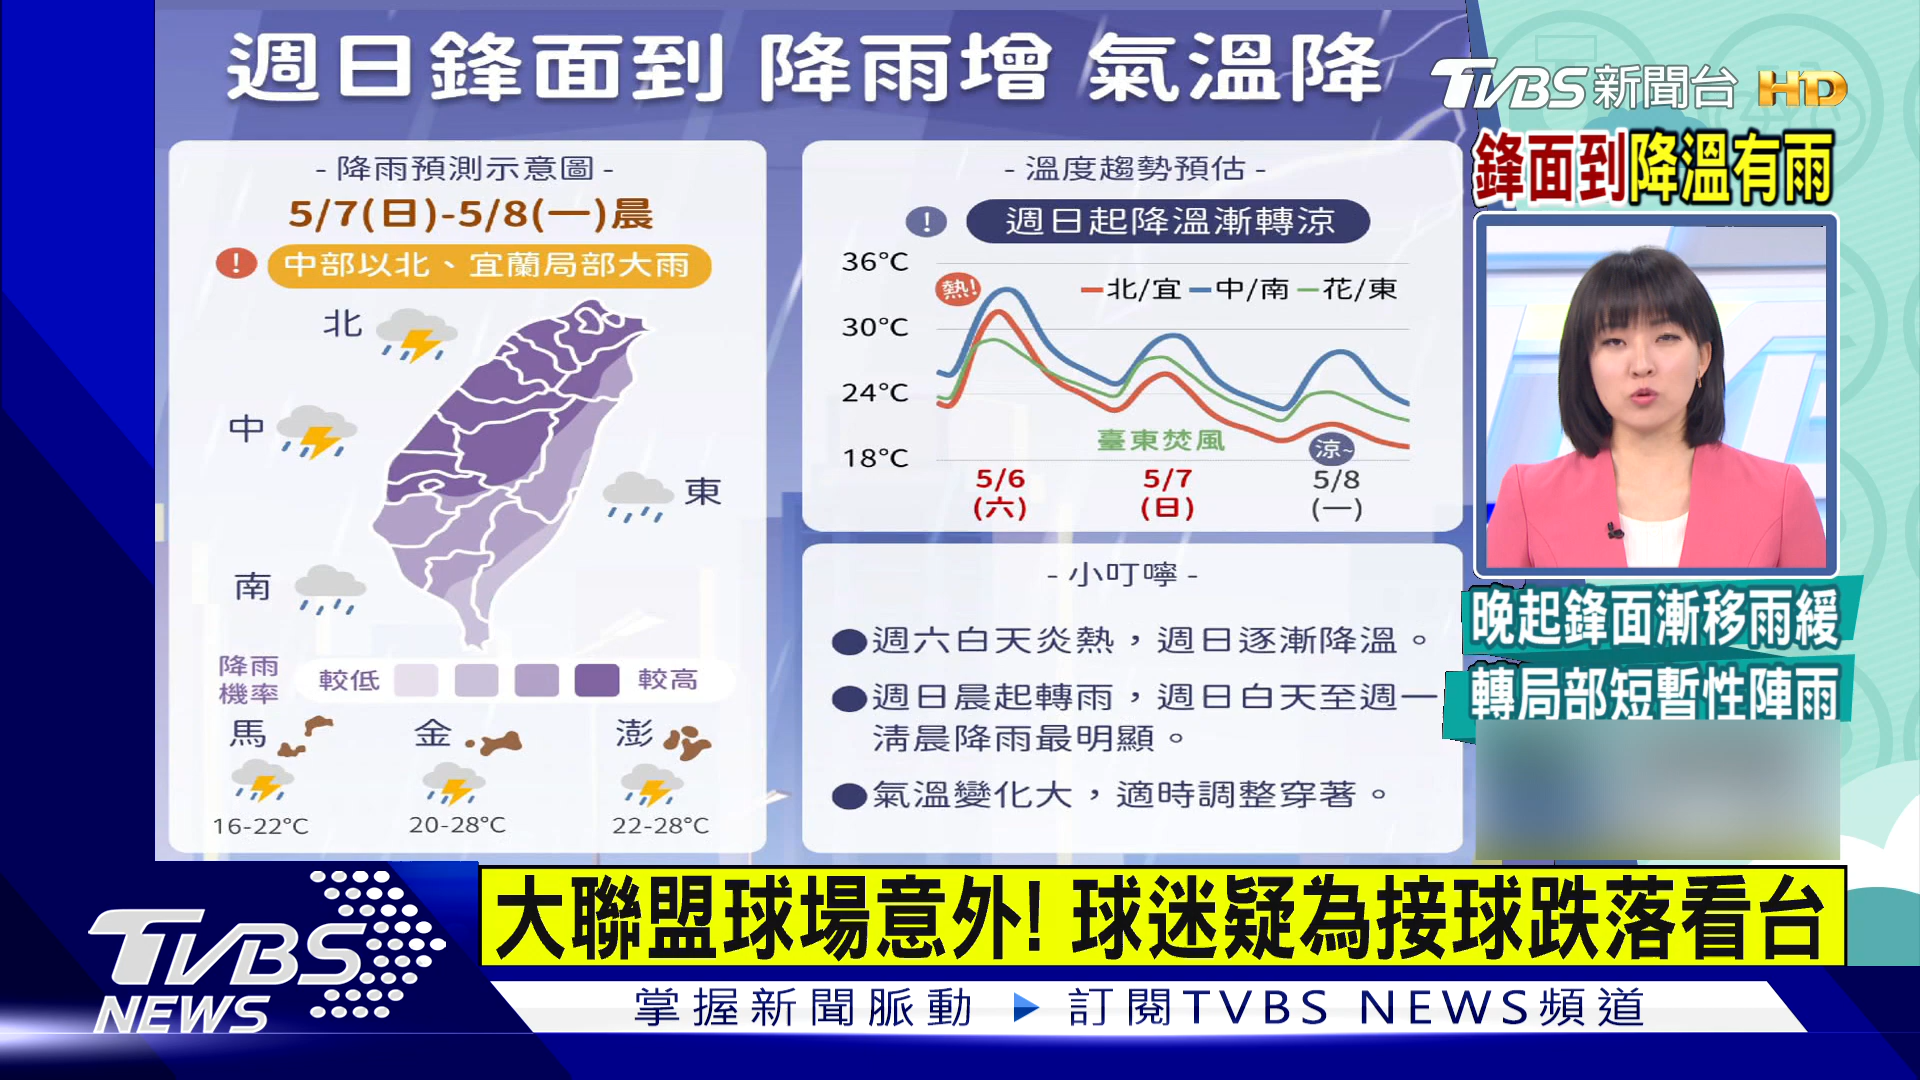 週日鋒面到 降雨增 氣溫降
- 降雨預測示意圖 -
5/7(日)-5/8(一)晨
! 中部以北、宜蘭局部大雨
北
中
東
南
降雨機率
較低 較高
馬 金 澎
16-22°C 20-28°C 22-28°C
- 溫度趨勢預估 -
! 週日起降溫漸轉涼
36°C
30°C
24°C
18°C
熱!
北/宜 中/南 花/東
臺東焚風
涼~
5/6 5/7 5/8
(六) (日) (一)
- 小叮嚀 -
●週六白天炎熱，週日逐漸降溫。
●週日晨起轉雨，週日白天至週一
清晨降雨最明顯。
●氣溫變化大，適時調整穿著。
TVBS新聞台 HD
鋒面到降溫有雨
晚起鋒面漸移雨緩
轉局部短暫性陣雨
TVBS
NEWS
大聯盟球場意外! 球迷疑為接球跌落看台
掌握新聞脈動 ▶ 訂閱TVBS NEWS頻道